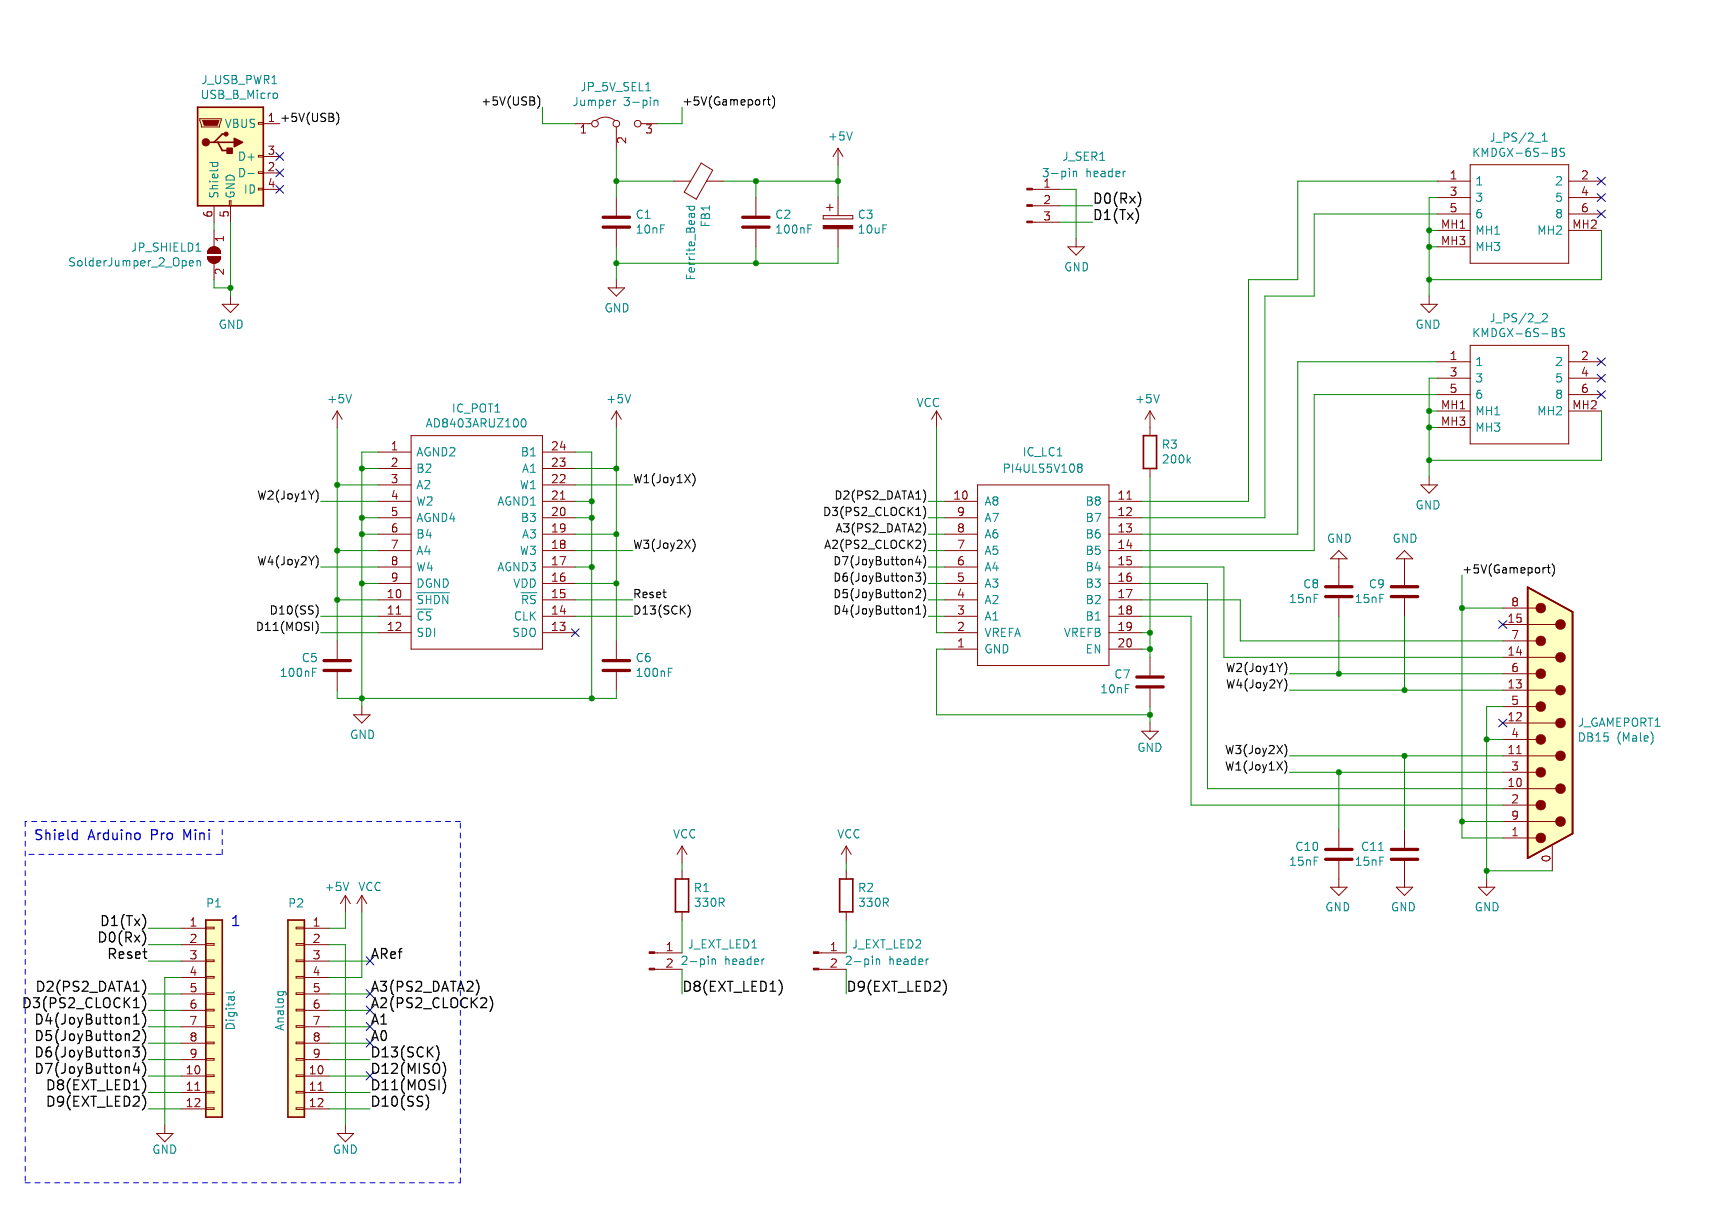 J_USB_PWR1
USB_B_Micro
VBUS 1 +5V(USB)
D+ 3
D- 2
ID 4
Shield
GND
6 5
JP_SHIELD1
SolderJumper_2_Open
1
2
GND
JP_5V_SEL1
Jumper 3-pin
+5V(USB)
+5V(Gameport)
1 2 3
+5V
Ferrite_Bead
FB1
C1
10nF
C2
100nF
C3
10uF
+
GND
J_SER1
3-pin header
1
2 D0(Rx)
3 D1(Tx)
GND
J_PS/2_1
KMDGX-6S-BS
1 1 2 2
3 3 5 4
5 6 8 6
MH1 MH1 MH2 MH2
MH3 MH3
GND
J_PS/2_2
KMDGX-6S-BS
1 1 2 2
3 3 5 4
5 6 8 6
MH1 MH1 MH2 MH2
MH3 MH3
GND
+5V
IC_POT1
AD8403ARUZ100
+5V
1 AGND2 B1 24
2 B2 A1 23
3 A2 W1 22 W1(Joy1X)
W2(Joy1Y) 4 W2 AGND1 21
5 AGND4 B3 20
6 B4 A3 19
7 A4 W3 18 W3(Joy2X)
W4(Joy2Y) 8 W4 AGND3 17
9 DGND VDD 16
10 SHDN RS 15 Reset
D10(SS) 11 CS CLK 14 D13(SCK)
D11(MOSI) 12 SDI SDO 13
C5
100nF
C6
100nF
GND
VCC
+5V
R3
200k
IC_LC1
PI4ULS5V108
D2(PS2_DATA1) 10 A8 B8 11
D3(PS2_CLOCK1) 9 A7 B7 12
A3(PS2_DATA2) 8 A6 B6 13
A2(PS2_CLOCK2) 7 A5 B5 14
D7(JoyButton4) 6 A4 B4 15
D6(JoyButton3) 5 A3 B3 16
D5(JoyButton2) 4 A2 B2 17
D4(JoyButton1) 3 A1 B1 18
2 VREFA VREFB 19
1 GND EN 20
C7
10nF
GND
GND GND
C8
15nF
C9
15nF
+5V(Gameport)
8
15
7
14
W2(Joy1Y) 6
W4(Joy2Y) 13
5
12
4
W3(Joy2X) 11
W1(Joy1X) 3
10
2
9
1
0
J_GAMEPORT1
DB15 (Male)
C10
15nF
C11
15nF
GND GND GND
Shield Arduino Pro Mini
P1 1
D1(Tx) 1
D0(Rx) 2
Reset 3
4
D2(PS2_DATA1) 5
D3(PS2_CLOCK1) 6
D4(JoyButton1) 7
D5(JoyButton2) 8
D6(JoyButton3) 9
D7(JoyButton4) 10
D8(EXT_LED1) 11
D9(EXT_LED2) 12
Digital
GND
+5V VCC
P2
1
2
3 ARef
4
5 A3(PS2_DATA2)
6 A2(PS2_CLOCK2)
7 A1
8 A0
9 D13(SCK)
10 D12(MISO)
11 D11(MOSI)
12 D10(SS)
Analog
GND
VCC
R1
330R
J_EXT_LED1
2-pin header
1
2
D8(EXT_LED1)
VCC
R2
330R
J_EXT_LED2
2-pin header
1
2
D9(EXT_LED2)